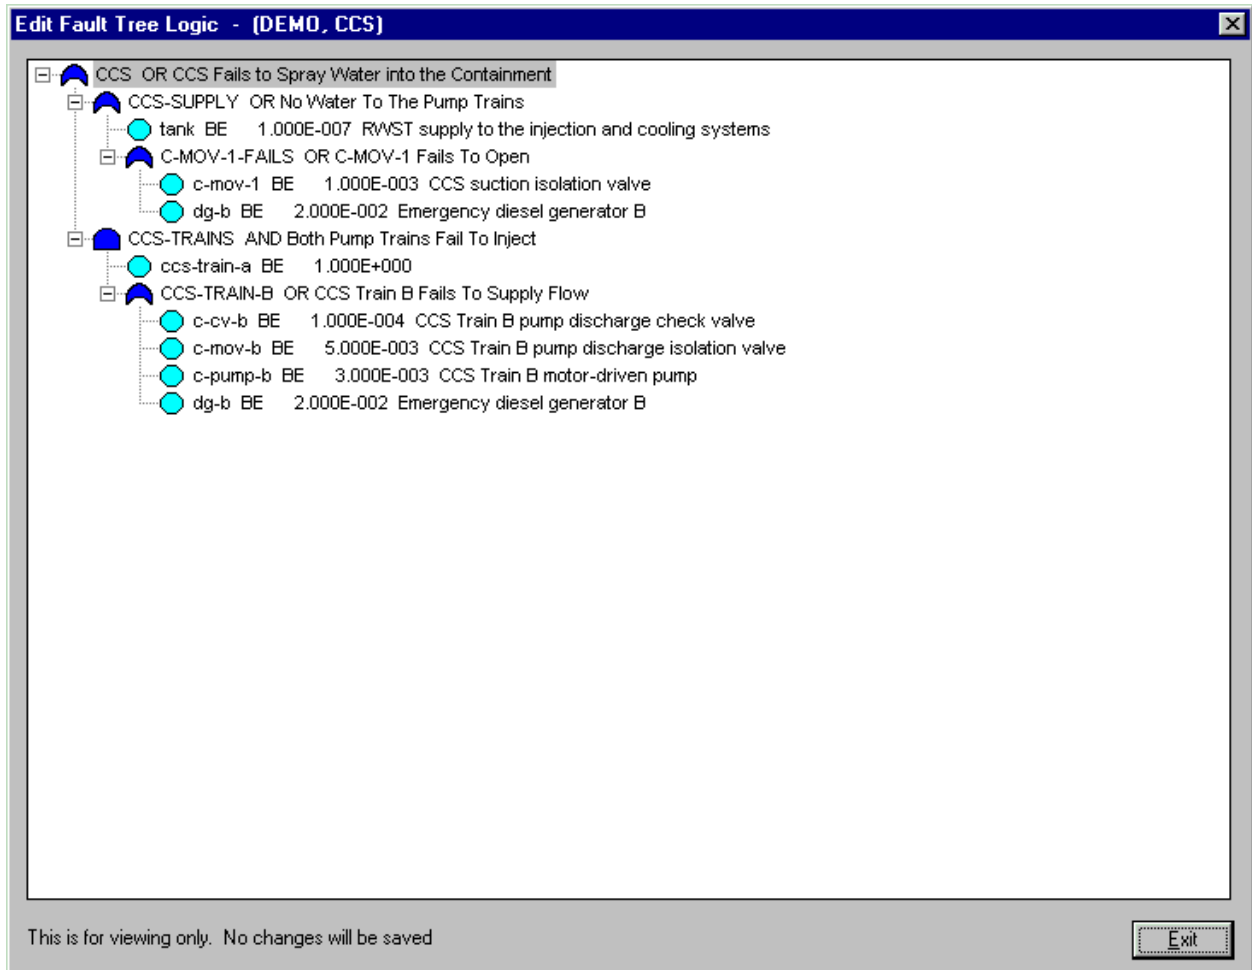 Edit Fault Tree Logic - (DEMO, CCS)
CCS OR CCS Fails to Spray Water into the Containment
CCS-SUPPLY OR No Water To The Pump Trains
tank BE 1.000E-007 RWST supply to the injection and cooling systems
C-MOV-1-FAILS OR C-MOV-1 Fails To Open
c-mov-1 BE 1.000E-003 CCS suction isolation valve
dg-b BE 2.000E-002 Emergency diesel generator B
CCS-TRAINS AND Both Pump Trains Fail To Inject
ccs-train-a BE 1.000E+000
CCS-TRAIN-B OR CCS Train B Fails To Supply Flow
c-cv-b BE 1.000E-004 CCS Train B pump discharge check valve
c-mov-b BE 5.000E-003 CCS Train B pump discharge isolation valve
c-pump-b BE 3.000E-003 CCS Train B motor-driven pump
dg-b BE 2.000E-002 Emergency diesel generator B
This is for viewing only. No changes will be saved
Exit